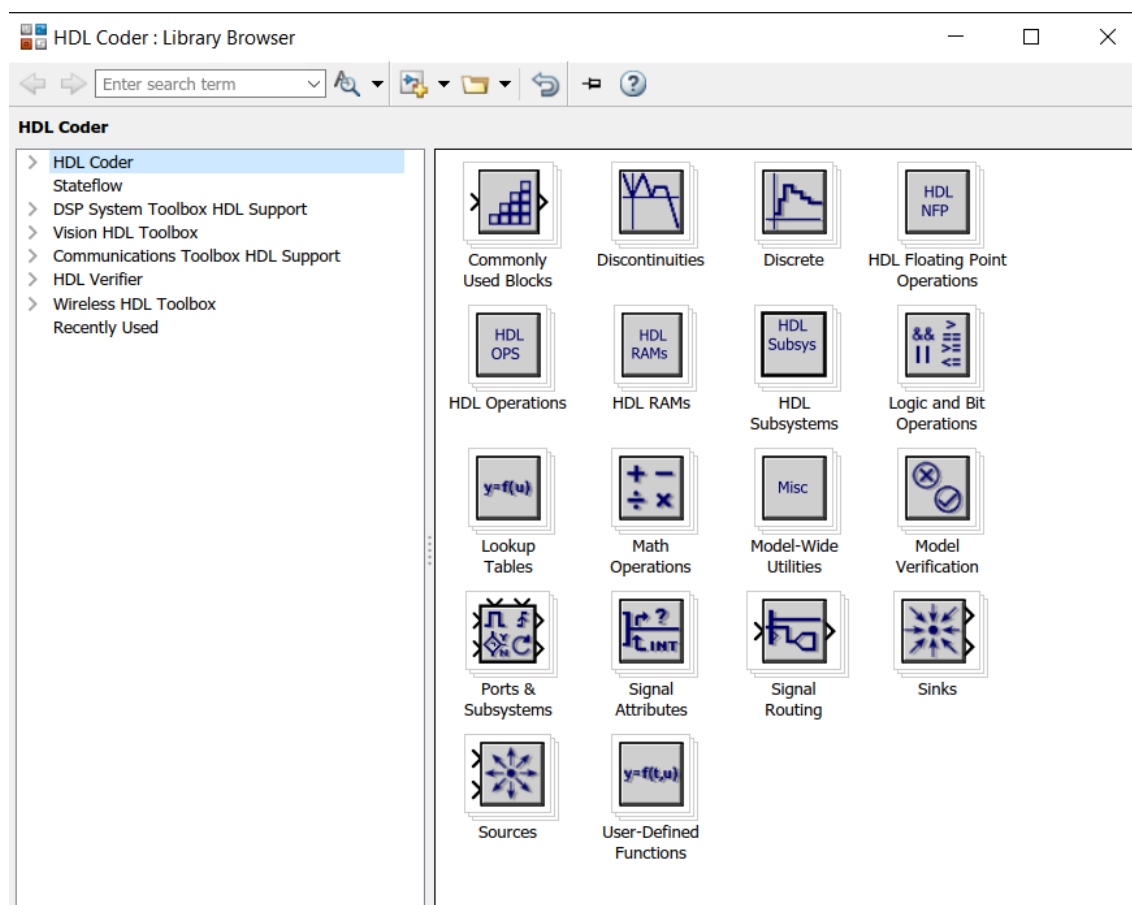 HDL Coder : Library Browser
Enter search term
HDL Coder
HDL Coder
Stateflow
DSP System Toolbox HDL Support
Vision HDL Toolbox
Communications Toolbox HDL Support
HDL Verifier
Wireless HDL Toolbox
Recently Used
HDL
NFP
Commonly
Used Blocks
Discontinuities
Discrete
HDL Floating Point
Operations
HDL
OPS
HDL
RAMs
HDL
Subsys
&& >
==
|| >=
<=
HDL Operations
HDL RAMs
HDL
Subsystems
Logic and Bit
Operations
y=f(u)
+ −
÷ ×
Misc
Lookup
Tables
Math
Operations
Model-Wide
Utilities
Model
Verification
Y
N
?
INT
Ports &
Subsystems
Signal
Attributes
Signal
Routing
Sinks
y=f(t,u)
Sources
User-Defined
Functions